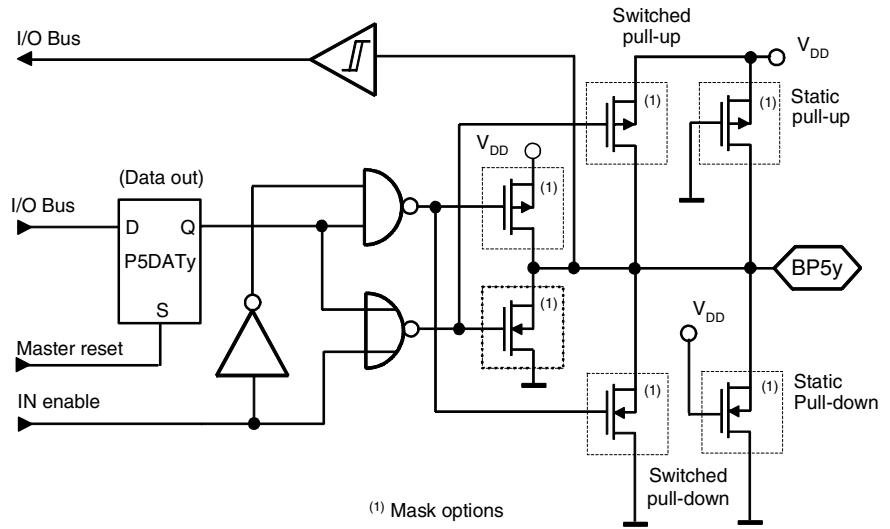 Switched
pull-up
I/O Bus
V_DD
(1)
(1)
Static
pull-up
V_DD
(Data out)
(1)
I/O Bus
D Q
P5DATy
S
BP5y
(1)
V_DD
Master reset
IN enable
(1)
(1)
Static
Pull-down
Switched
pull-down
(1) Mask options